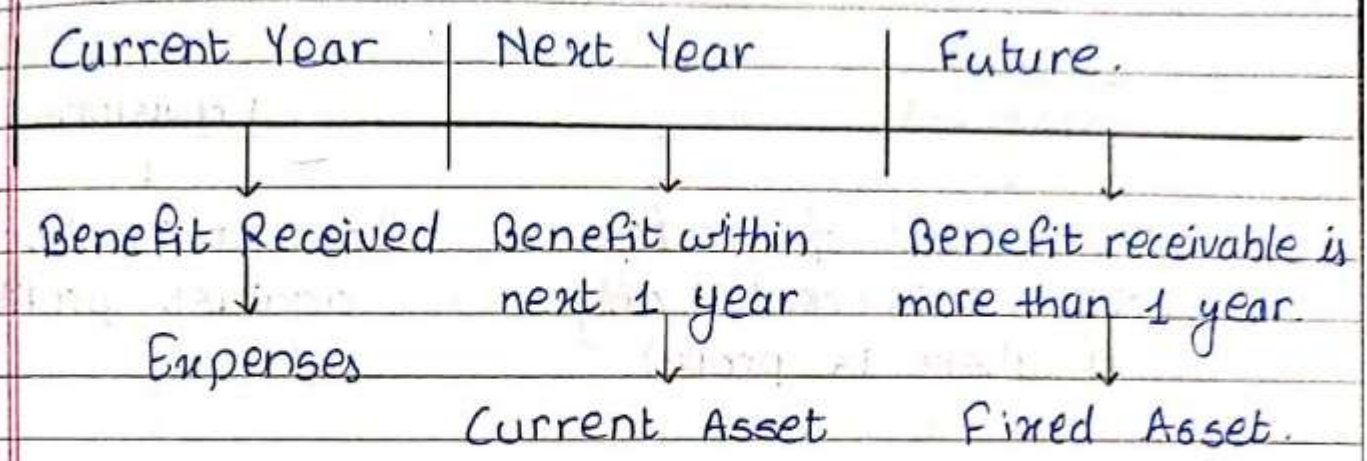 Current Year Next Year Future.
Benefit Received Benefit within Benefit receivable is
next 1 year more than 1 year.
Expenses
Current Asset Fixed Asset.